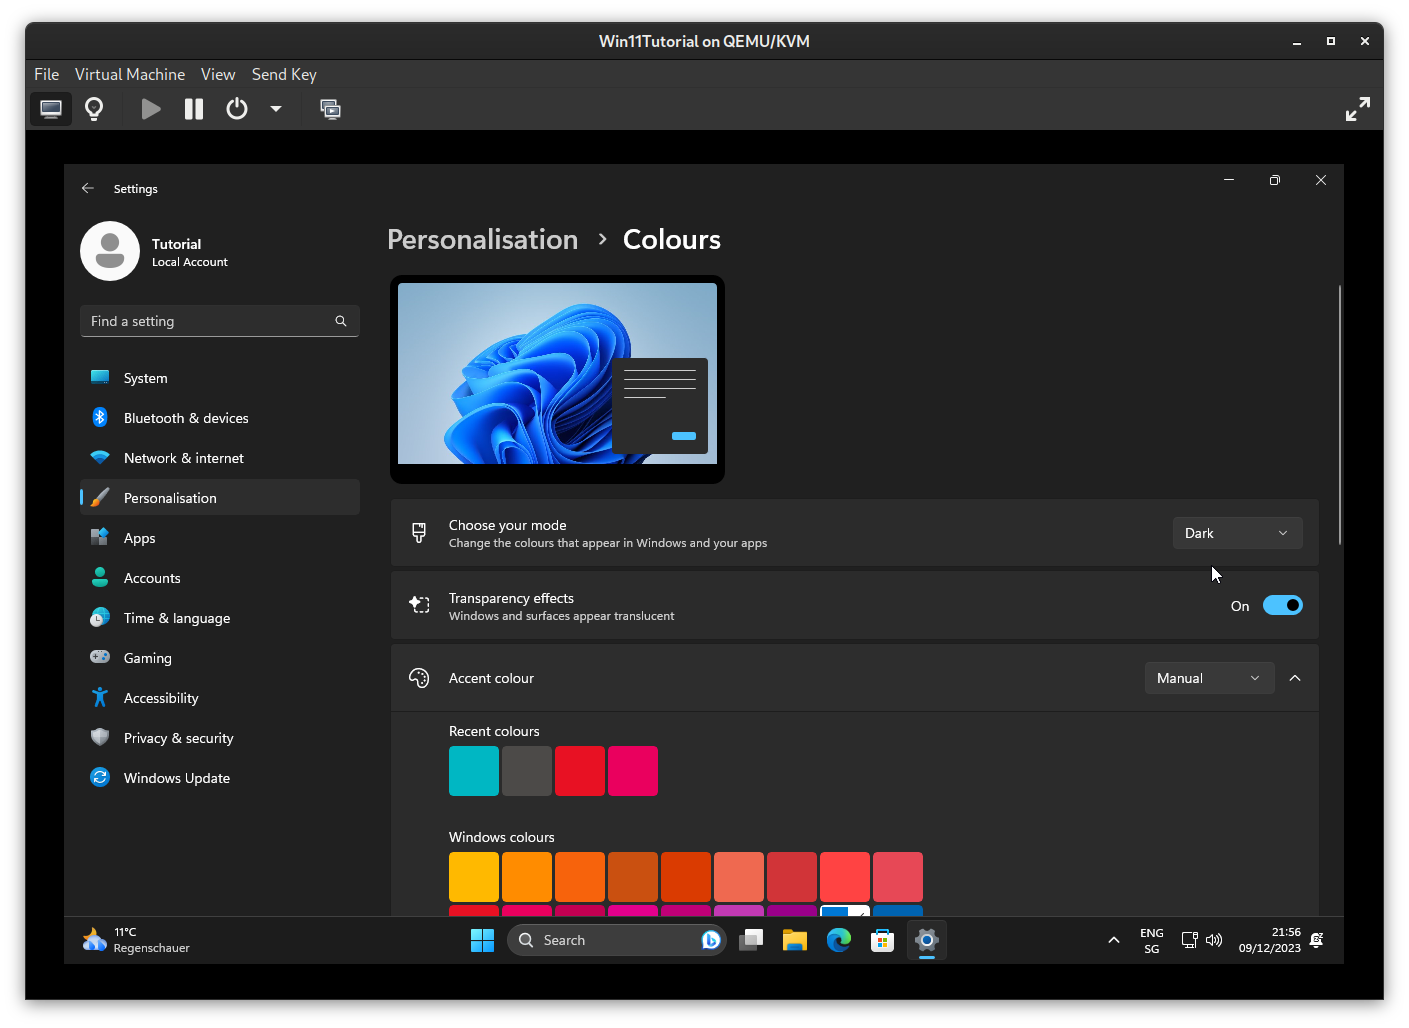 Win11Tutorial on QEMU/KVM
File Virtual Machine View Send Key
Settings
Tutorial
Local Account
Find a setting
System
Bluetooth & devices
Network & internet
Personalisation
Apps
Accounts
Time & language
Gaming
Accessibility
Privacy & security
Windows Update
Personalisation > Colours
Choose your mode
Change the colours that appear in Windows and your apps
Dark
Transparency effects
Windows and surfaces appear translucent
On
Accent colour
Manual
Recent colours
Windows colours
11°C
Regenschauer
Search
ENG
SG
21:56
09/12/2023